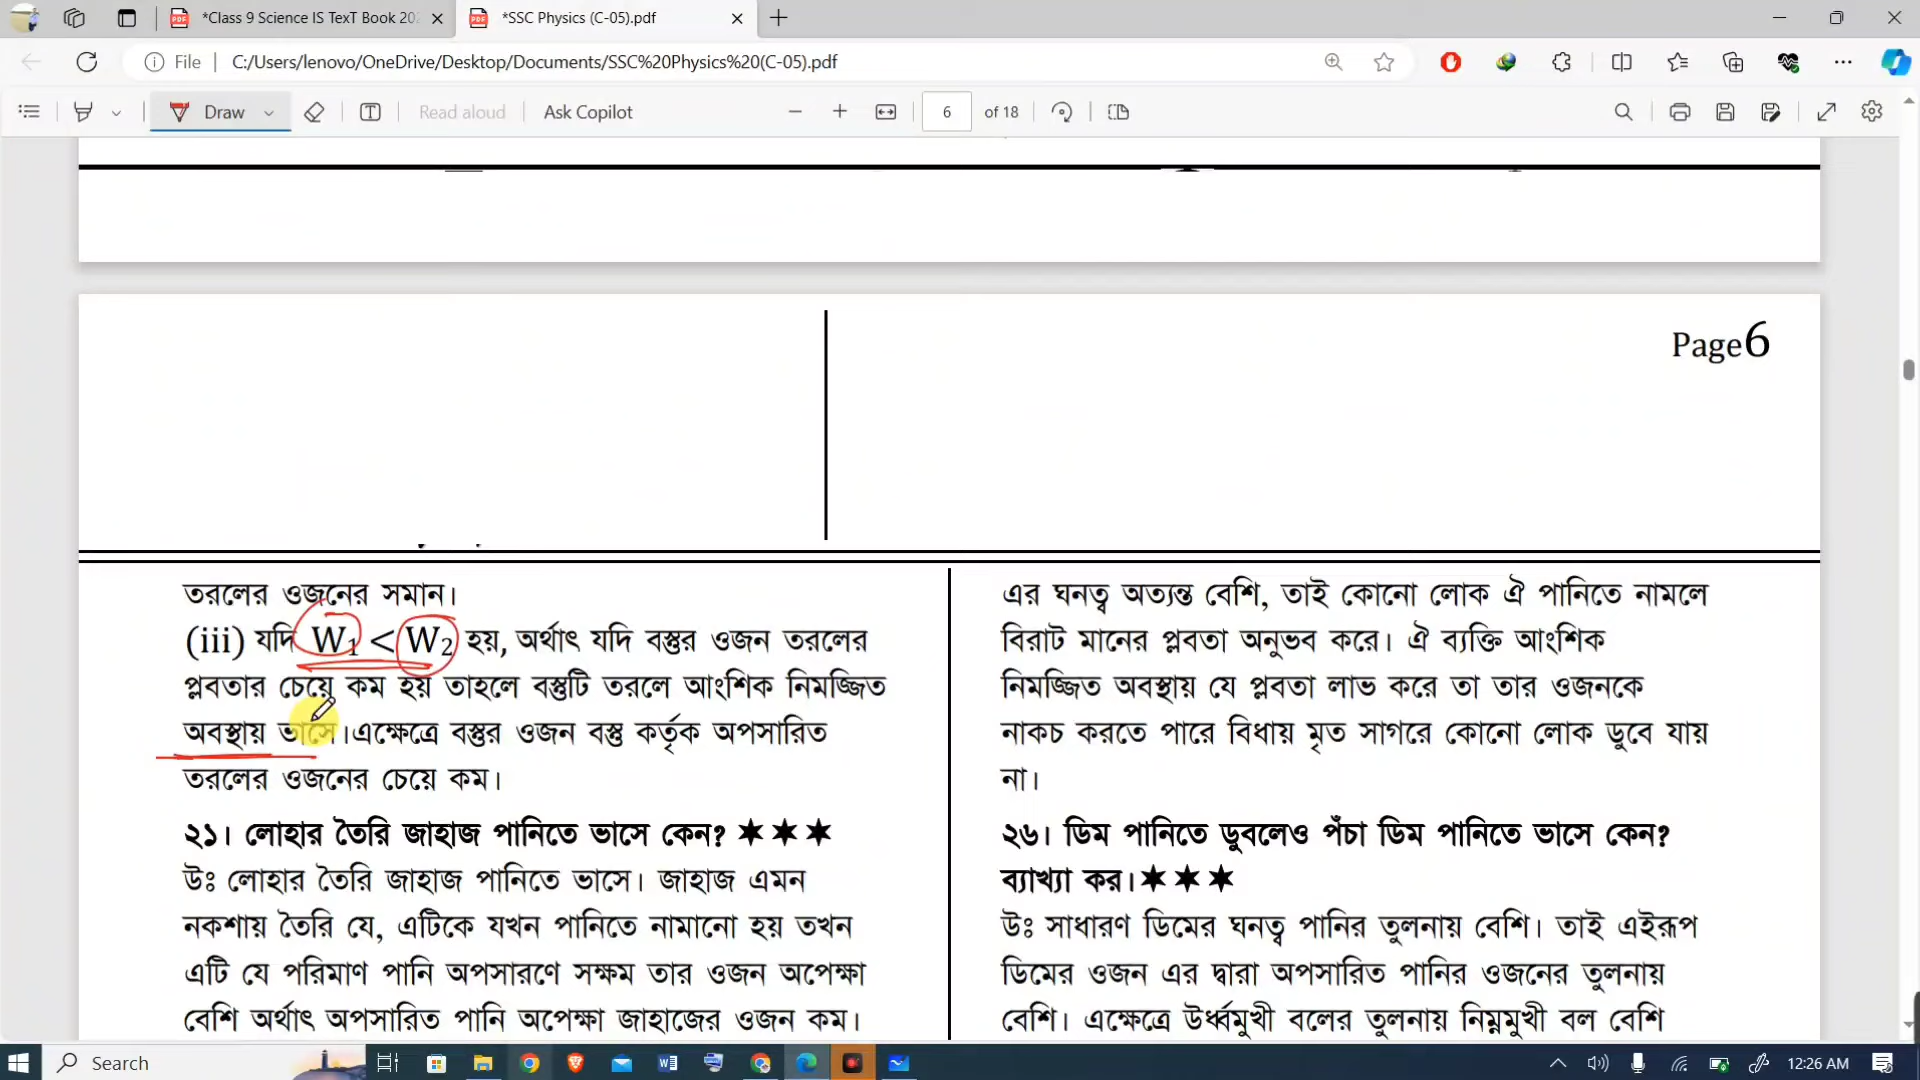 *Class 9 Science IS TexT Book 202
*SSC Physics (C-05).pdf
File
C:/Users/lenovo/OneDrive/Desktop/Documents/SSC%20Physics%20(C-05).pdf
Draw
Read aloud
Ask Copilot
6 of 18
Page6
তরলের ওজনের সমান।
(iii) যদি W1 < W2 হয়, অর্থাৎ যদি বস্তুর ওজন তরলের
প্লবতার চেয়ে কম হয় তাহলে বস্তুটি তরলে আংশিক নিমজ্জিত
অবস্থায় ভাসে।এক্ষেত্রে বস্তুর ওজন বস্তু কর্তৃক অপসারিত
তরলের ওজনের চেয়ে কম।
২১। লোহার তৈরি জাহাজ পানিতে ভাসে কেন? ★★★
উঃ লোহার তৈরি জাহাজ পানিতে ভাসে। জাহাজ এমন
নকশায় তৈরি যে, এটিকে যখন পানিতে নামানো হয় তখন
এটি যে পরিমাণ পানি অপসারণে সক্ষম তার ওজন অপেক্ষা
বেশি অর্থাৎ অপসারিত পানি অপেক্ষা জাহাজের ওজন কম।
এর ঘনত্ব অত্যন্ত বেশি, তাই কোনো লোক ঐ পানিতে নামলে
বিরাট মানের প্লবতা অনুভব করে। ঐ ব্যক্তি আংশিক
নিমজ্জিত অবস্থায় যে প্লবতা লাভ করে তা তার ওজনকে
নাকচ করতে পারে বিধায় মৃত সাগরে কোনো লোক ডুবে যায়
না।
২৬। ডিম পানিতে ডুবলেও পঁচা ডিম পানিতে ভাসে কেন?
ব্যাখ্যা কর।★★★
উঃ সাধারণ ডিমের ঘনত্ব পানির তুলনায় বেশি। তাই এইরূপ
ডিমের ওজন এর দ্বারা অপসারিত পানির ওজনের তুলনায়
বেশি। এক্ষেত্রে উর্ধ্বমুখী বলের তুলনায় নিম্নমুখী বল বেশি
Search
12:26 AM